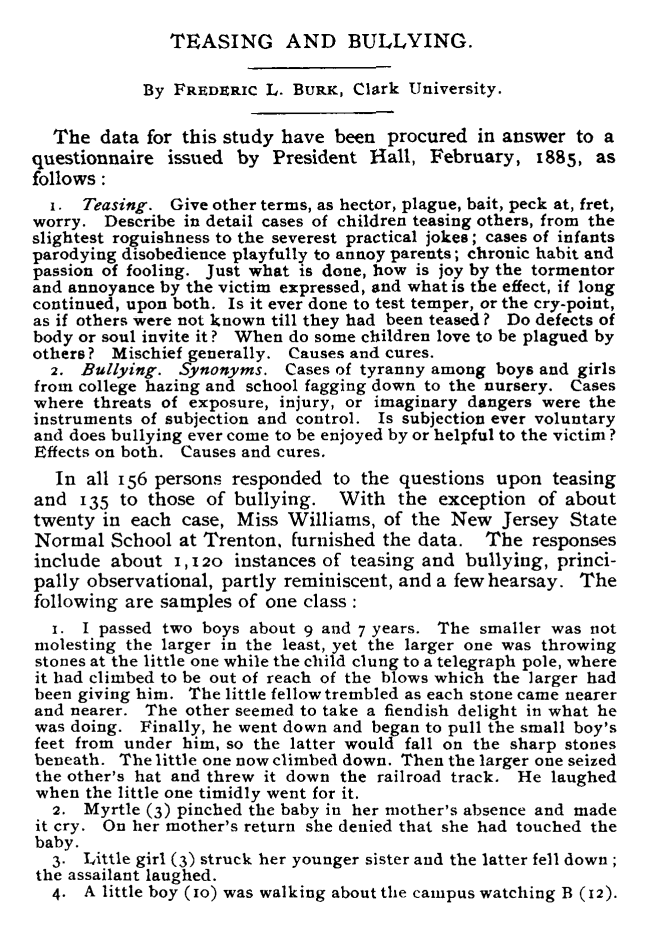 TEASING AND BULLYING.
By FREDERIC L. BURK, Clark University.
The data for this study have been procured in answer to a
questionnaire issued by President Hall, February, 1885, as
follows :
1. Teasing. Give other terms, as hector, plague, bait, peck at, fret,
worry. Describe in detail cases of children teasing others, from the
slightest roguishness to the severest practical jokes; cases of infants
parodying disobedience playfully to annoy parents; chronic habit and
passion of fooling. Just what is done, how is joy by the tormentor
and annoyance by the victim expressed, and what is the effect, if long
continued, upon both. Is it ever done to test temper, or the cry-point,
as if others were not known till they had been teased? Do defects of
body or soul invite it? When do some children love to be plagued by
others? Mischief generally. Causes and cures.
2. Bullying. Synonyms. Cases of tyranny among boys and girls
from college hazing and school fagging down to the nursery. Cases
where threats of exposure, injury, or imaginary dangers were the
instruments of subjection and control. Is subjection ever voluntary
and does bullying ever come to be enjoyed by or helpful to the victim?
Effects on both. Causes and cures.
In all 156 persons responded to the questions upon teasing
and 135 to those of bullying. With the exception of about
twenty in each case, Miss Williams, of the New Jersey State
Normal School at Trenton, furnished the data. The responses
include about 1,120 instances of teasing and bullying, princi-
pally observational, partly reminiscent, and a few hearsay. The
following are samples of one class :
1. I passed two boys about 9 and 7 years. The smaller was not
molesting the larger in the least, yet the larger one was throwing
stones at the little one while the child clung to a telegraph pole, where
it had climbed to be out of reach of the blows which the larger had
been giving him. The little fellow trembled as each stone came nearer
and nearer. The other seemed to take a fiendish delight in what he
was doing. Finally, he went down and began to pull the small boy's
feet from under him, so the latter would fall on the sharp stones
beneath. The little one now climbed down. Then the larger one seized
the other's hat and threw it down the railroad track. He laughed
when the little one timidly went for it.
2. Myrtle (3) pinched the baby in her mother's absence and made
it cry. On her mother's return she denied that she had touched the
baby.
3. Little girl (3) struck her younger sister and the latter fell down ;
the assailant laughed.
4. A little boy (10) was walking about the campus watching B (12).